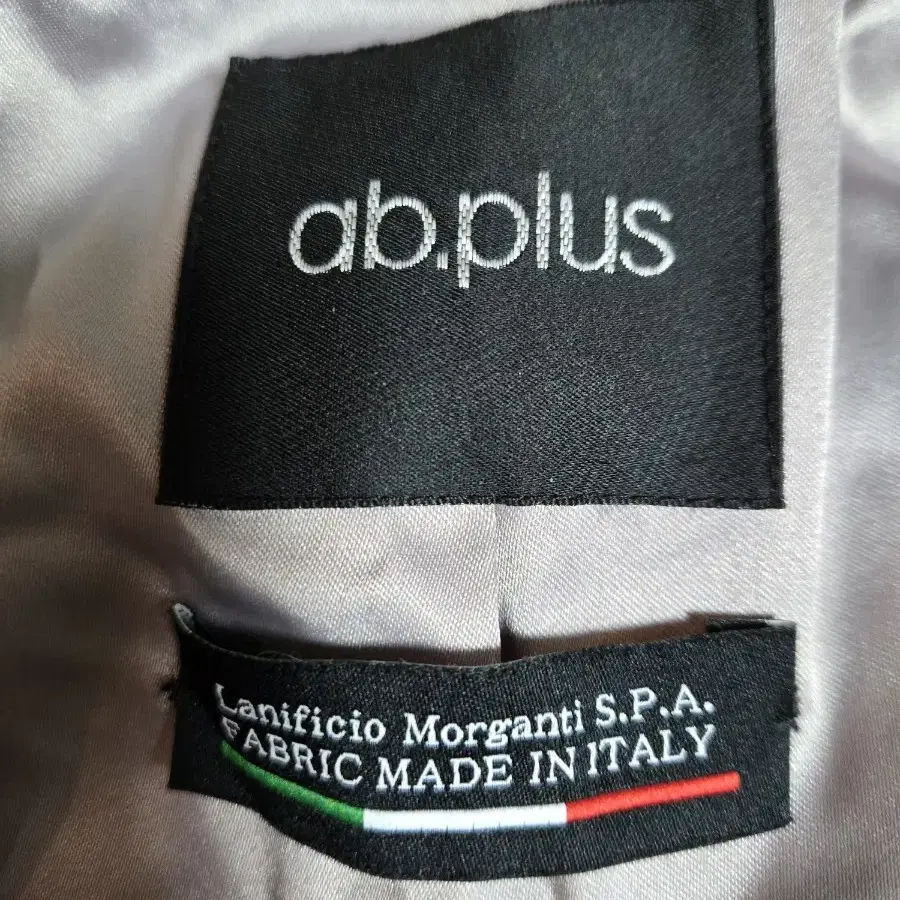 ab.plus
Lanificio Morganti S.P.A.
FABRIC MADE IN ITALY